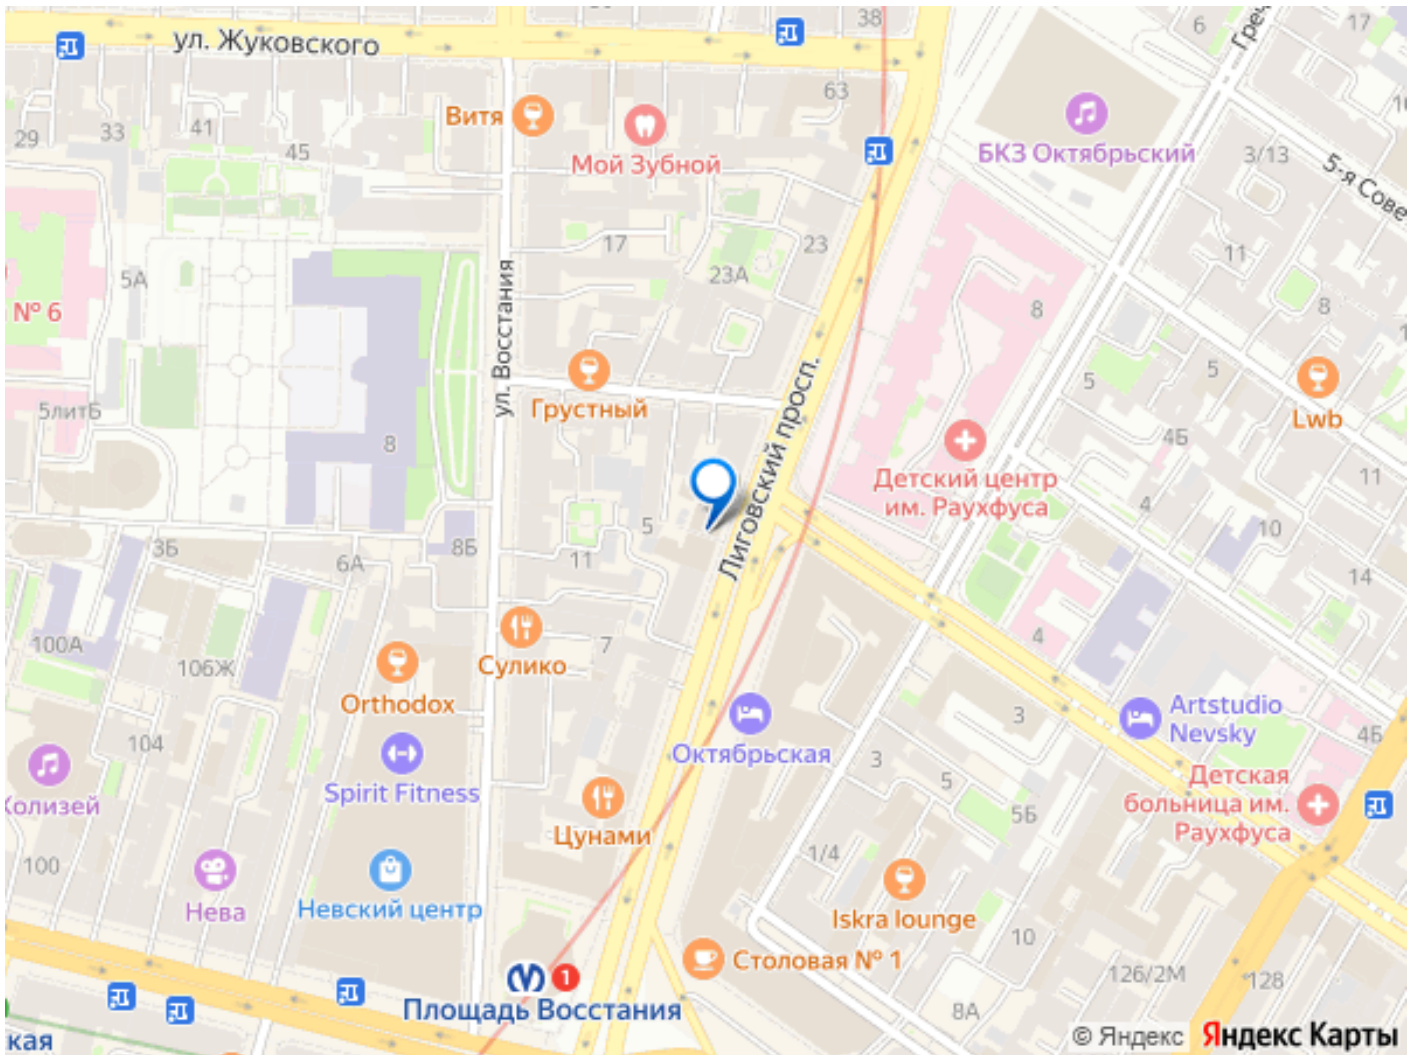 38
6
Греч
17
ул. Жуковского
63
Витя
29
33
41
45
Мой Зубной
БКЗ Октябрьский
3/13
5-я Сове
17
23
11
23А
5А
№ 6
8
8
ул. Восстания
Лиговский просп.
5литБ
Грустный
8
5
5
Lwb
4Б
Детский центр
им. Раухфуса
11
4
10
5
3Б
6А
8Б
11
14
100А
106Ж
7
4
Сулико
Orthodox
Октябрьская
3
Artstudio
Nevsky
4Б
104
Spirit Fitness
3
5
5Б
Детская
больница им.
Раухфуса
Колизей
Цунами
100
1/4
Нева
Невский центр
Iskra lounge
10
Столовая № 1
126/2М
128
1
Площадь Восстания
8А
кая
© Яндекс
Яндекс Карты